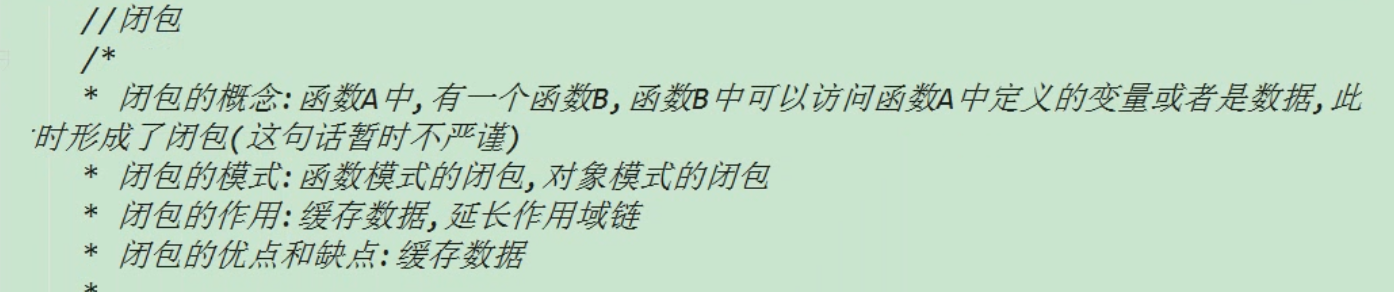 //闭包
/*
* 闭包的概念:函数A中,有一个函数B,函数B中可以访问函数A中定义的变量或者是数据,此
时形成了闭包(这句话暂时不严谨)
* 闭包的模式:函数模式的闭包,对象模式的闭包
* 闭包的作用:缓存数据,延长作用域链
* 闭包的优点和缺点:缓存数据
*